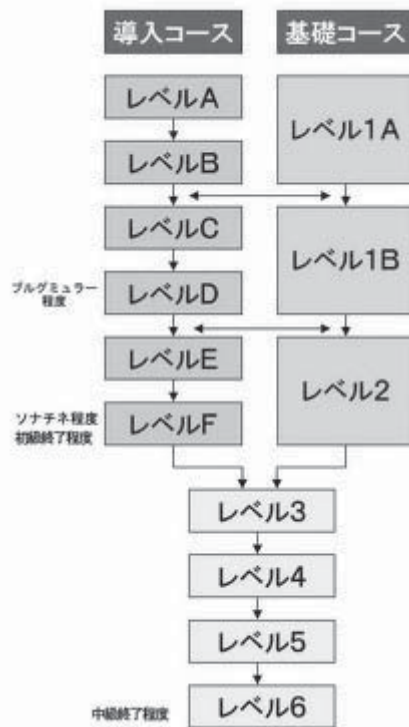 導入コース
基礎コース
レベルA
レベル1A
レベルB
レベルC
レベル1B
ブルグミュラー
程度
レベルD
レベルE
レベル2
ソナチネ程度
初級終了程度
レベルF
レベル3
レベル4
レベル5
中級終了程度
レベル6